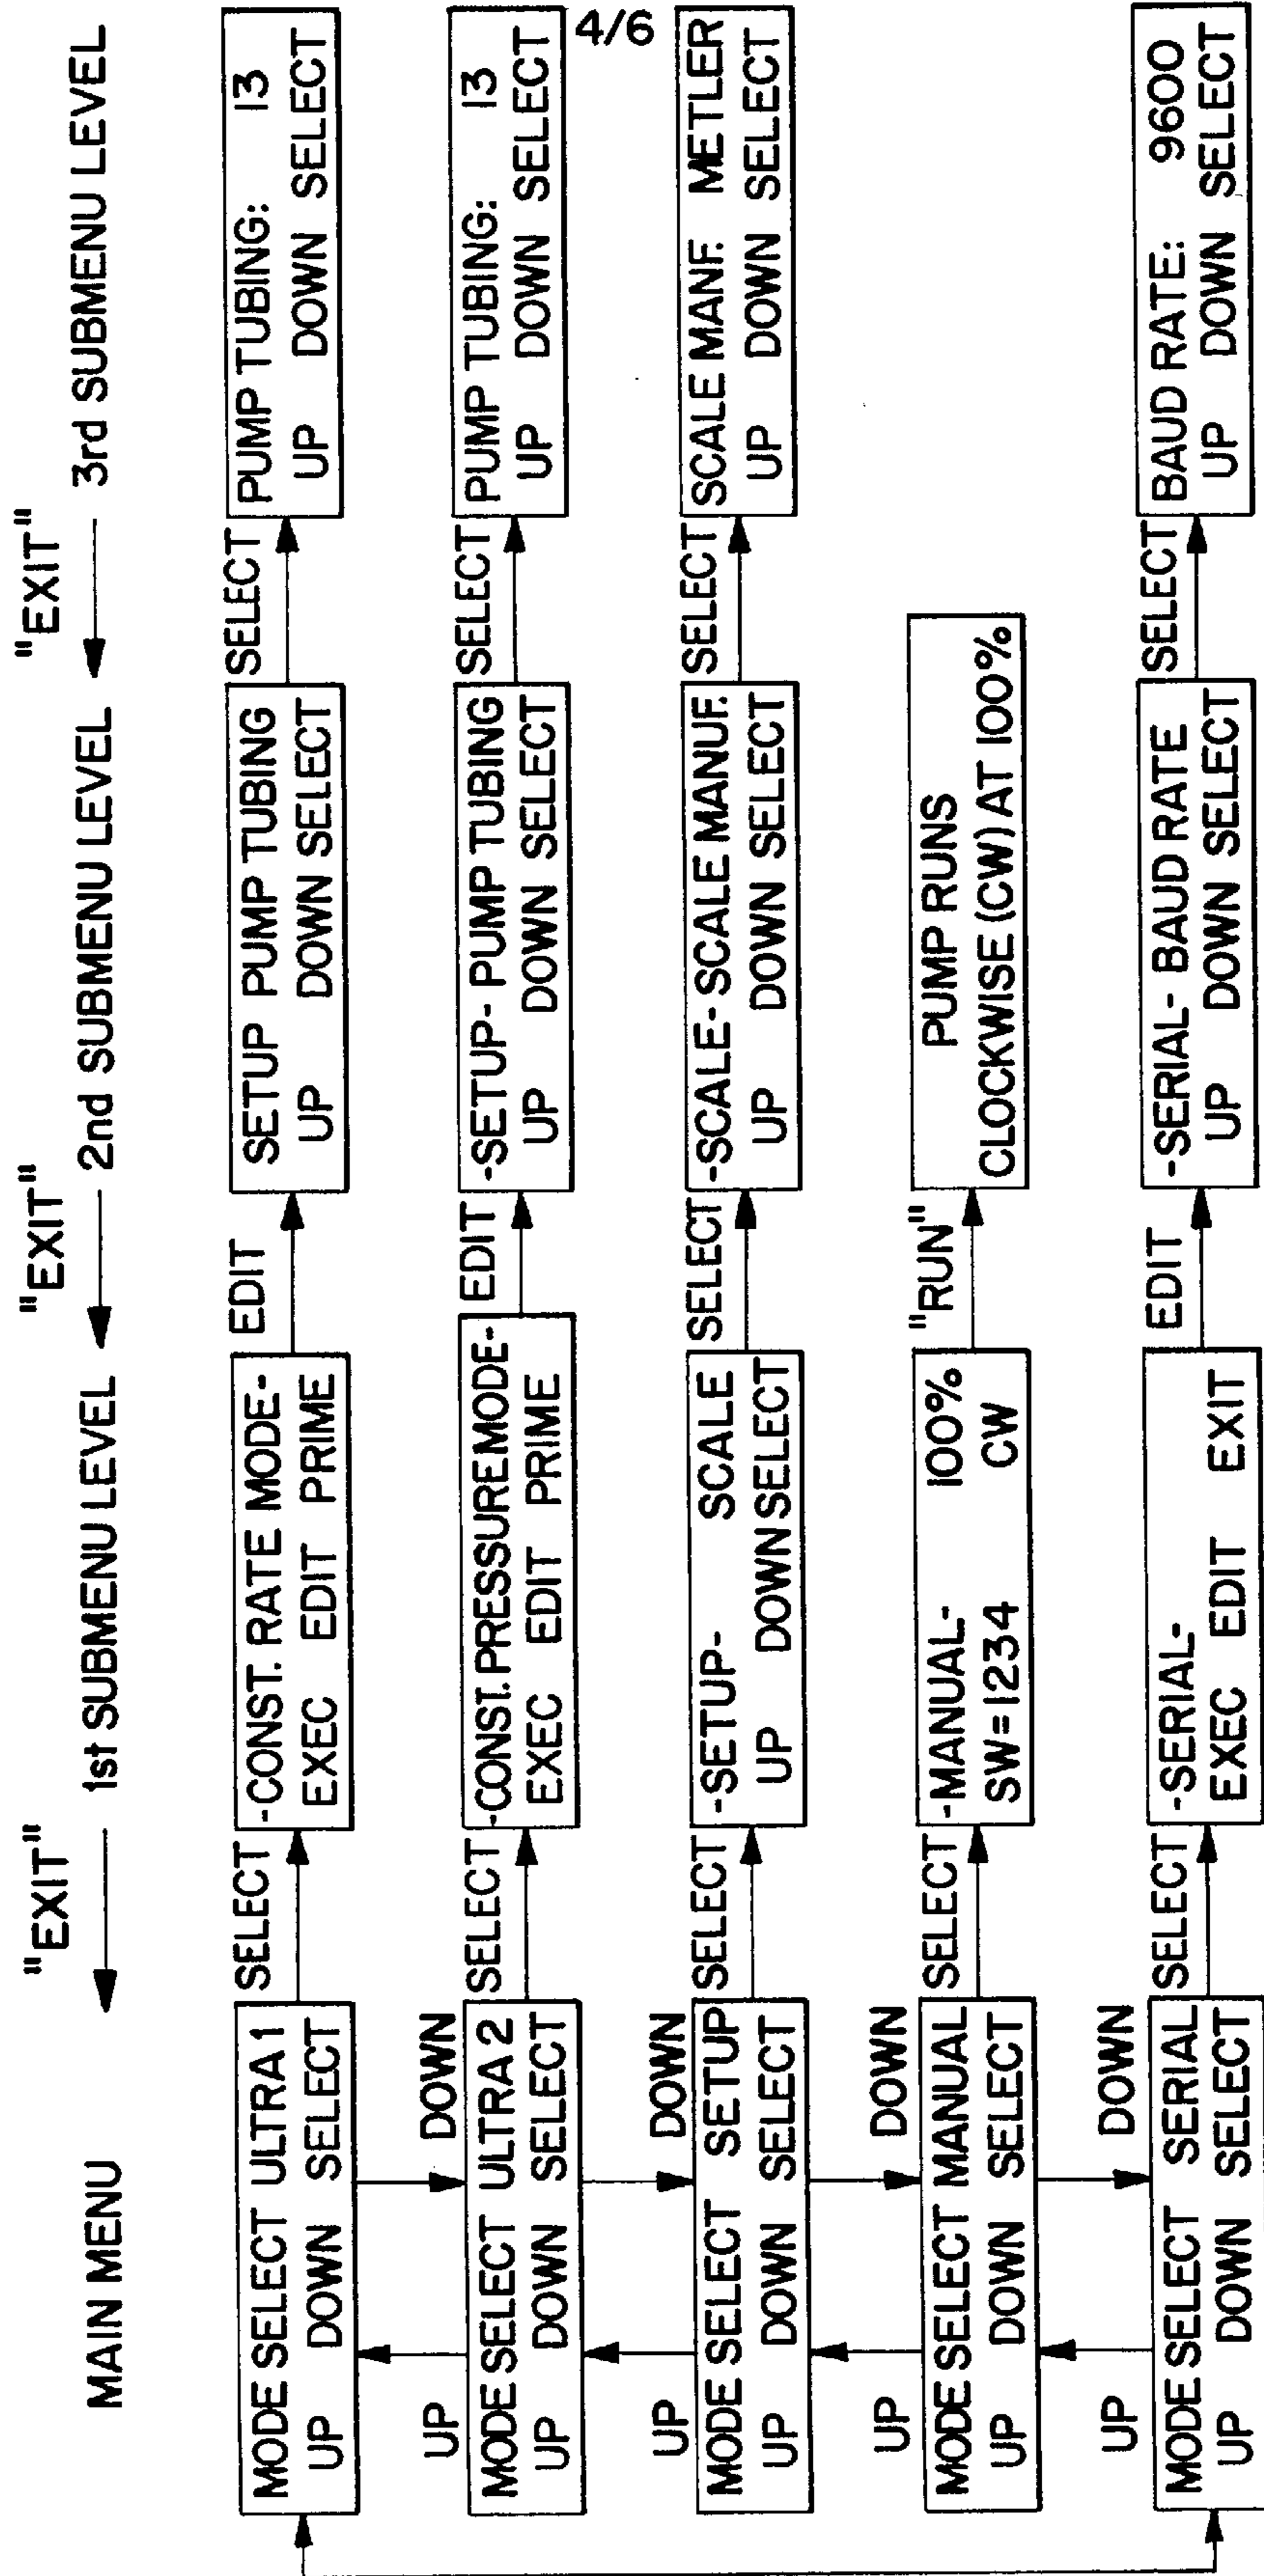 4/6
MAIN MENU
"EXIT"
1st SUBMENU LEVEL
"EXIT"
2nd SUBMENU LEVEL
"EXIT"
3rd SUBMENU LEVEL
MODE SELECT ULTRA 1
UP DOWN SELECT
SELECT
-CONST. RATE MODE-
EXEC EDIT PRIME
EDIT
SETUP PUMP TUBING
UP DOWN SELECT
SELECT
PUMP TUBING: 13
UP DOWN SELECT
UP
DOWN
MODE SELECT ULTRA 2
UP DOWN SELECT
SELECT
-CONST. PRESSURE MODE-
EXEC EDIT PRIME
EDIT
-SETUP- PUMP TUBING
UP DOWN SELECT
SELECT
PUMP TUBING: 13
UP DOWN SELECT
UP
DOWN
MODE SELECT SETUP
UP DOWN SELECT
SELECT
-SETUP- SCALE
UP DOWN SELECT
SELECT
-SCALE- SCALE MANUF.
UP DOWN SELECT
SELECT
SCALE MANF. METLER
UP DOWN SELECT
UP
DOWN
MODE SELECT MANUAL
UP DOWN SELECT
SELECT
-MANUAL- 100%
SW=1234 CW
"RUN"
PUMP RUNS
CLOCKWISE (CW) AT 100%
UP
DOWN
MODE SELECT SERIAL
UP DOWN SELECT
SELECT
-SERIAL-
EXEC EDIT EXIT
EDIT
-SERIAL- BAUD RATE
UP DOWN SELECT
SELECT
BAUD RATE: 9600
UP DOWN SELECT